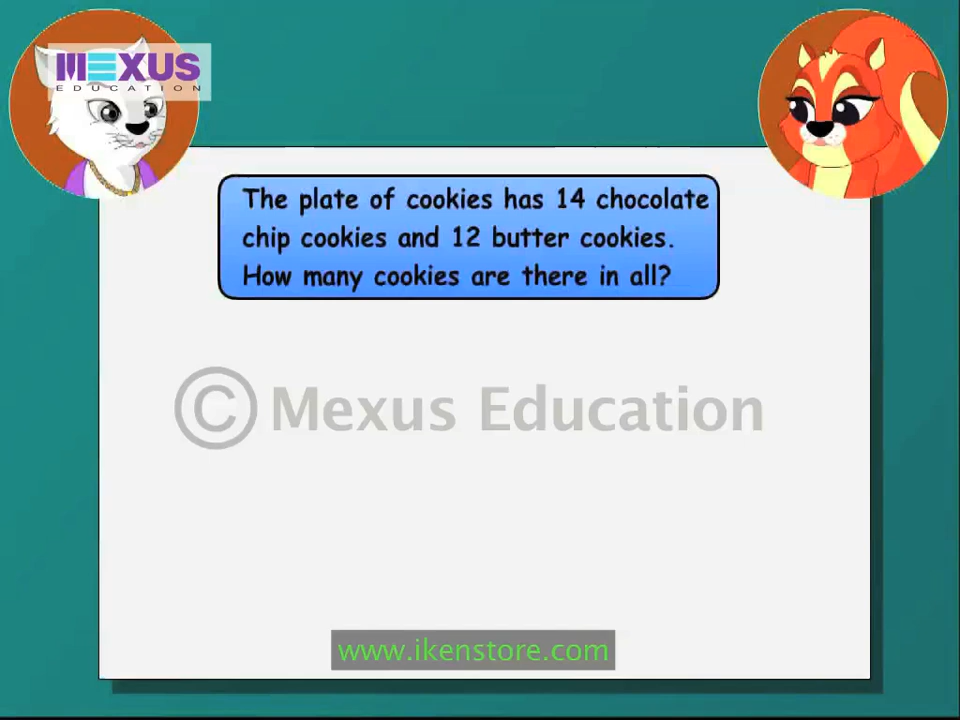 MEXUS
EDUCATION
The plate of cookies has 14 chocolate
chip cookies and 12 butter cookies.
How many cookies are there in all?
© Mexus Education
www.ikenstore.com